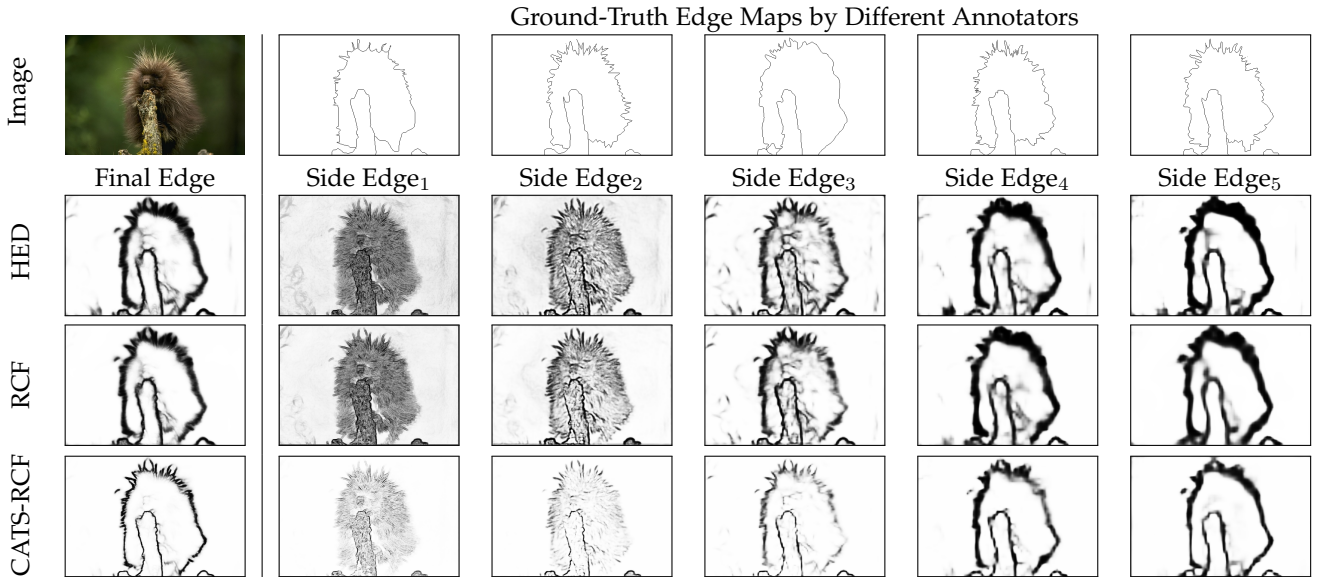 Ground-Truth Edge Maps by Different Annotators
Image
Final Edge Side Edge₁ Side Edge₂ Side Edge₃ Side Edge₄ Side Edge₅
HED
RCF
CATS-RCF